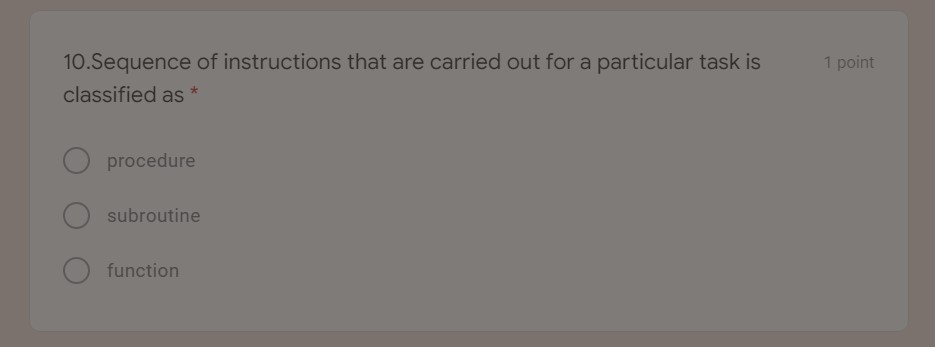 10.Sequence of instructions that are carried out for a particular task is
classified as *
1 point
procedure
subroutine
function